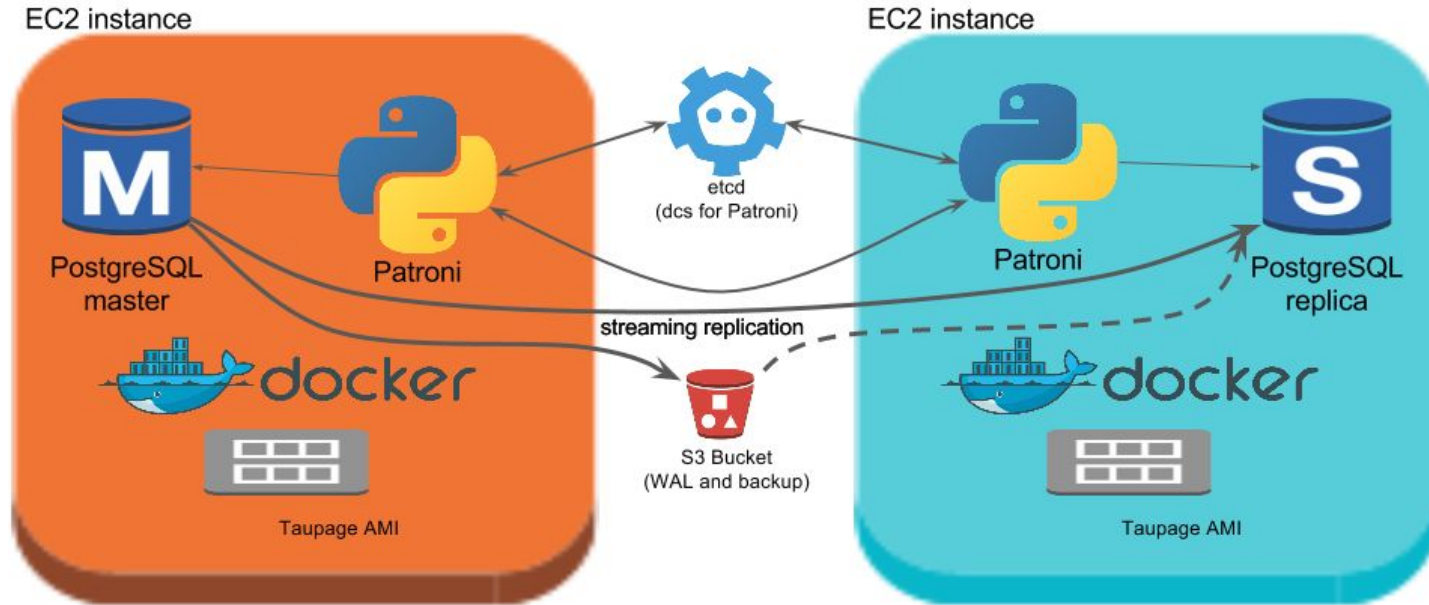 EC2 instance
EC2 instance
M
S
etcd
(dcs for Patroni)
PostgreSQL
master
Patroni
Patroni
PostgreSQL
replica
streaming replication
docker
docker
S3 Bucket
(WAL and backup)
Taupage AMI
Taupage AMI